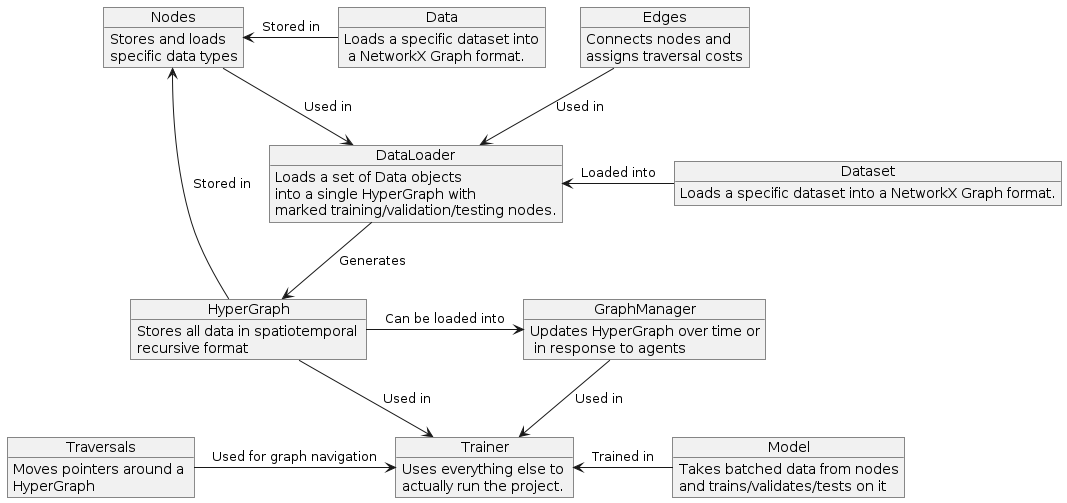 Nodes
Stores and loads
specific data types
Stored in
Data
Loads a specific dataset into
a NetworkX Graph format.
Edges
Connects nodes and
assigns traversal costs
Used in
Used in
DataLoader
Loads a set of Data objects
into a single HyperGraph with
marked training/validation/testing nodes.
Loaded into
Dataset
Loads a specific dataset into a NetworkX Graph format.
Stored in
Generates
HyperGraph
Stores all data in spatiotemporal
recursive format
Can be loaded into
GraphManager
Updates HyperGraph over time or
in response to agents
Used in
Used in
Traversals
Moves pointers around a
HyperGraph
Used for graph navigation
Trainer
Uses everything else to
actually run the project.
Trained in
Model
Takes batched data from nodes
and trains/validates/tests on it